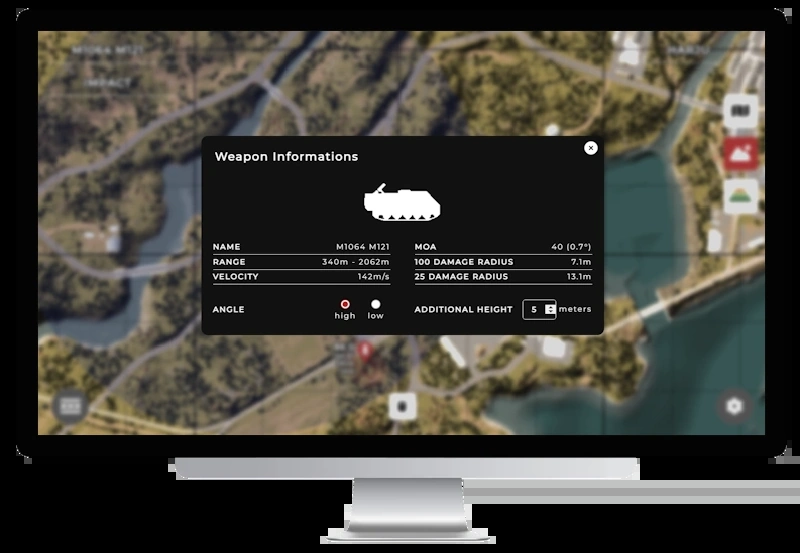 M1064 M121
IMPACT
Weapon Informations
NAME M1064 M121
RANGE 340m - 2062m
VELOCITY 142m/s
MOA 40 (0.7°)
100 DAMAGE RADIUS 7.1m
25 DAMAGE RADIUS 13.1m
ANGLE high low
ADDITIONAL HEIGHT 5 meters